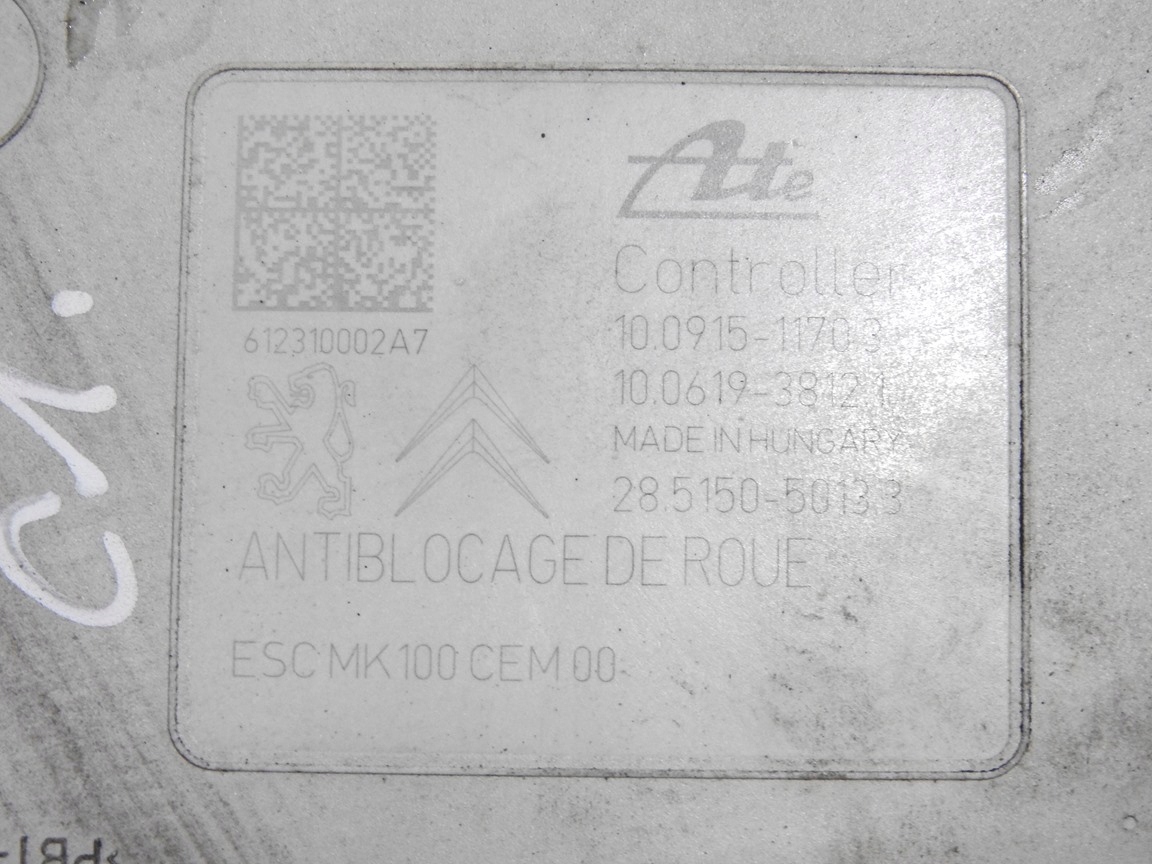 Ate
612310002A7
Controller
10.0915-1170.3
10.0619-3812.1
MADE IN HUNGARY
28.5150-5013.3
ANTIBLOCAGE DE ROUE
ESC MK100 CEM 00
C1.